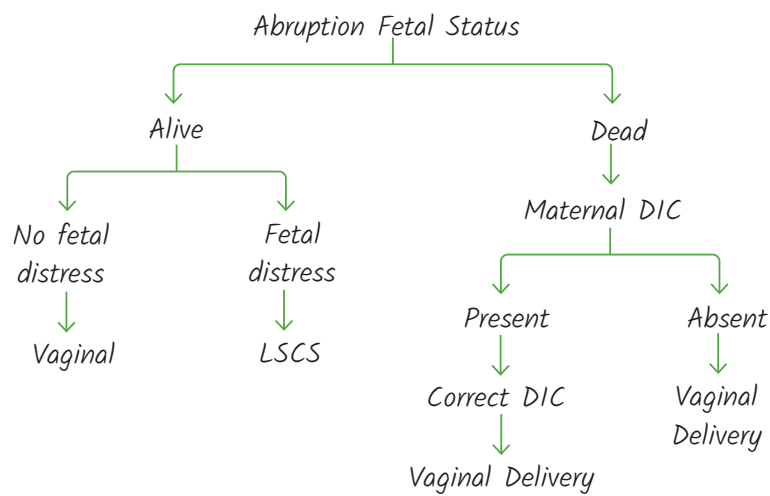 Abruption Fetal Status
Alive
Dead
No fetal
distress
Fetal
distress
Maternal DIC
Vaginal
LSCS
Present
Absent
Correct DIC
Vaginal
Delivery
Vaginal Delivery